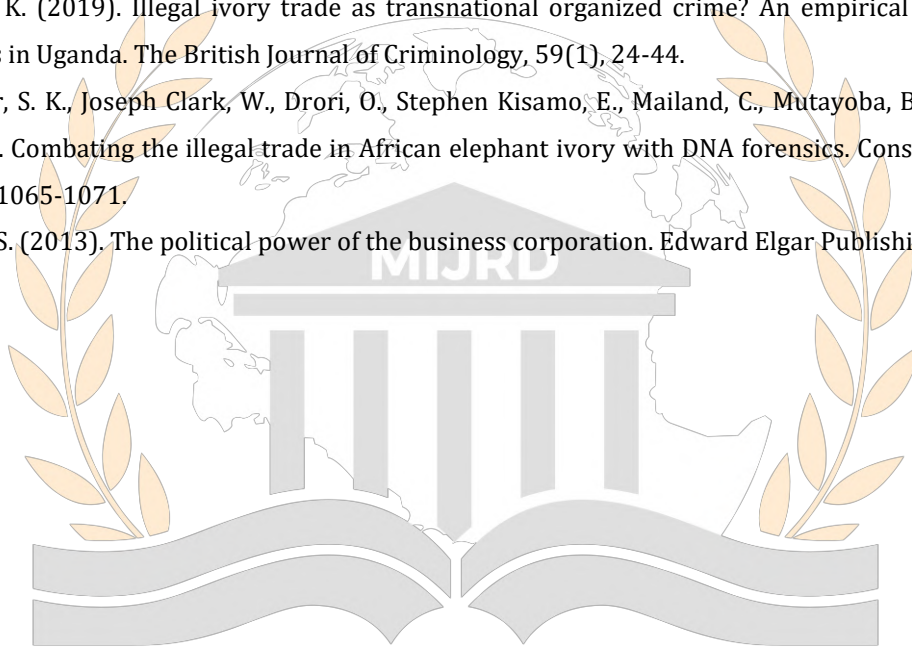 K. (2019). Illegal ivory trade as transnational organized crime? An empirical
in Uganda. The British Journal of Criminology, 59(1), 24-44.
S. K., Joseph Clark, W., Drori, O., Stephen Kisamo, E., Mailand, C., Mutayoba, B
. Combating the illegal trade in African elephant ivory with DNA forensics. Cons
1065-1071.
S. (2013). The political power of the business corporation. Edward Elgar Publishi
MIJRD